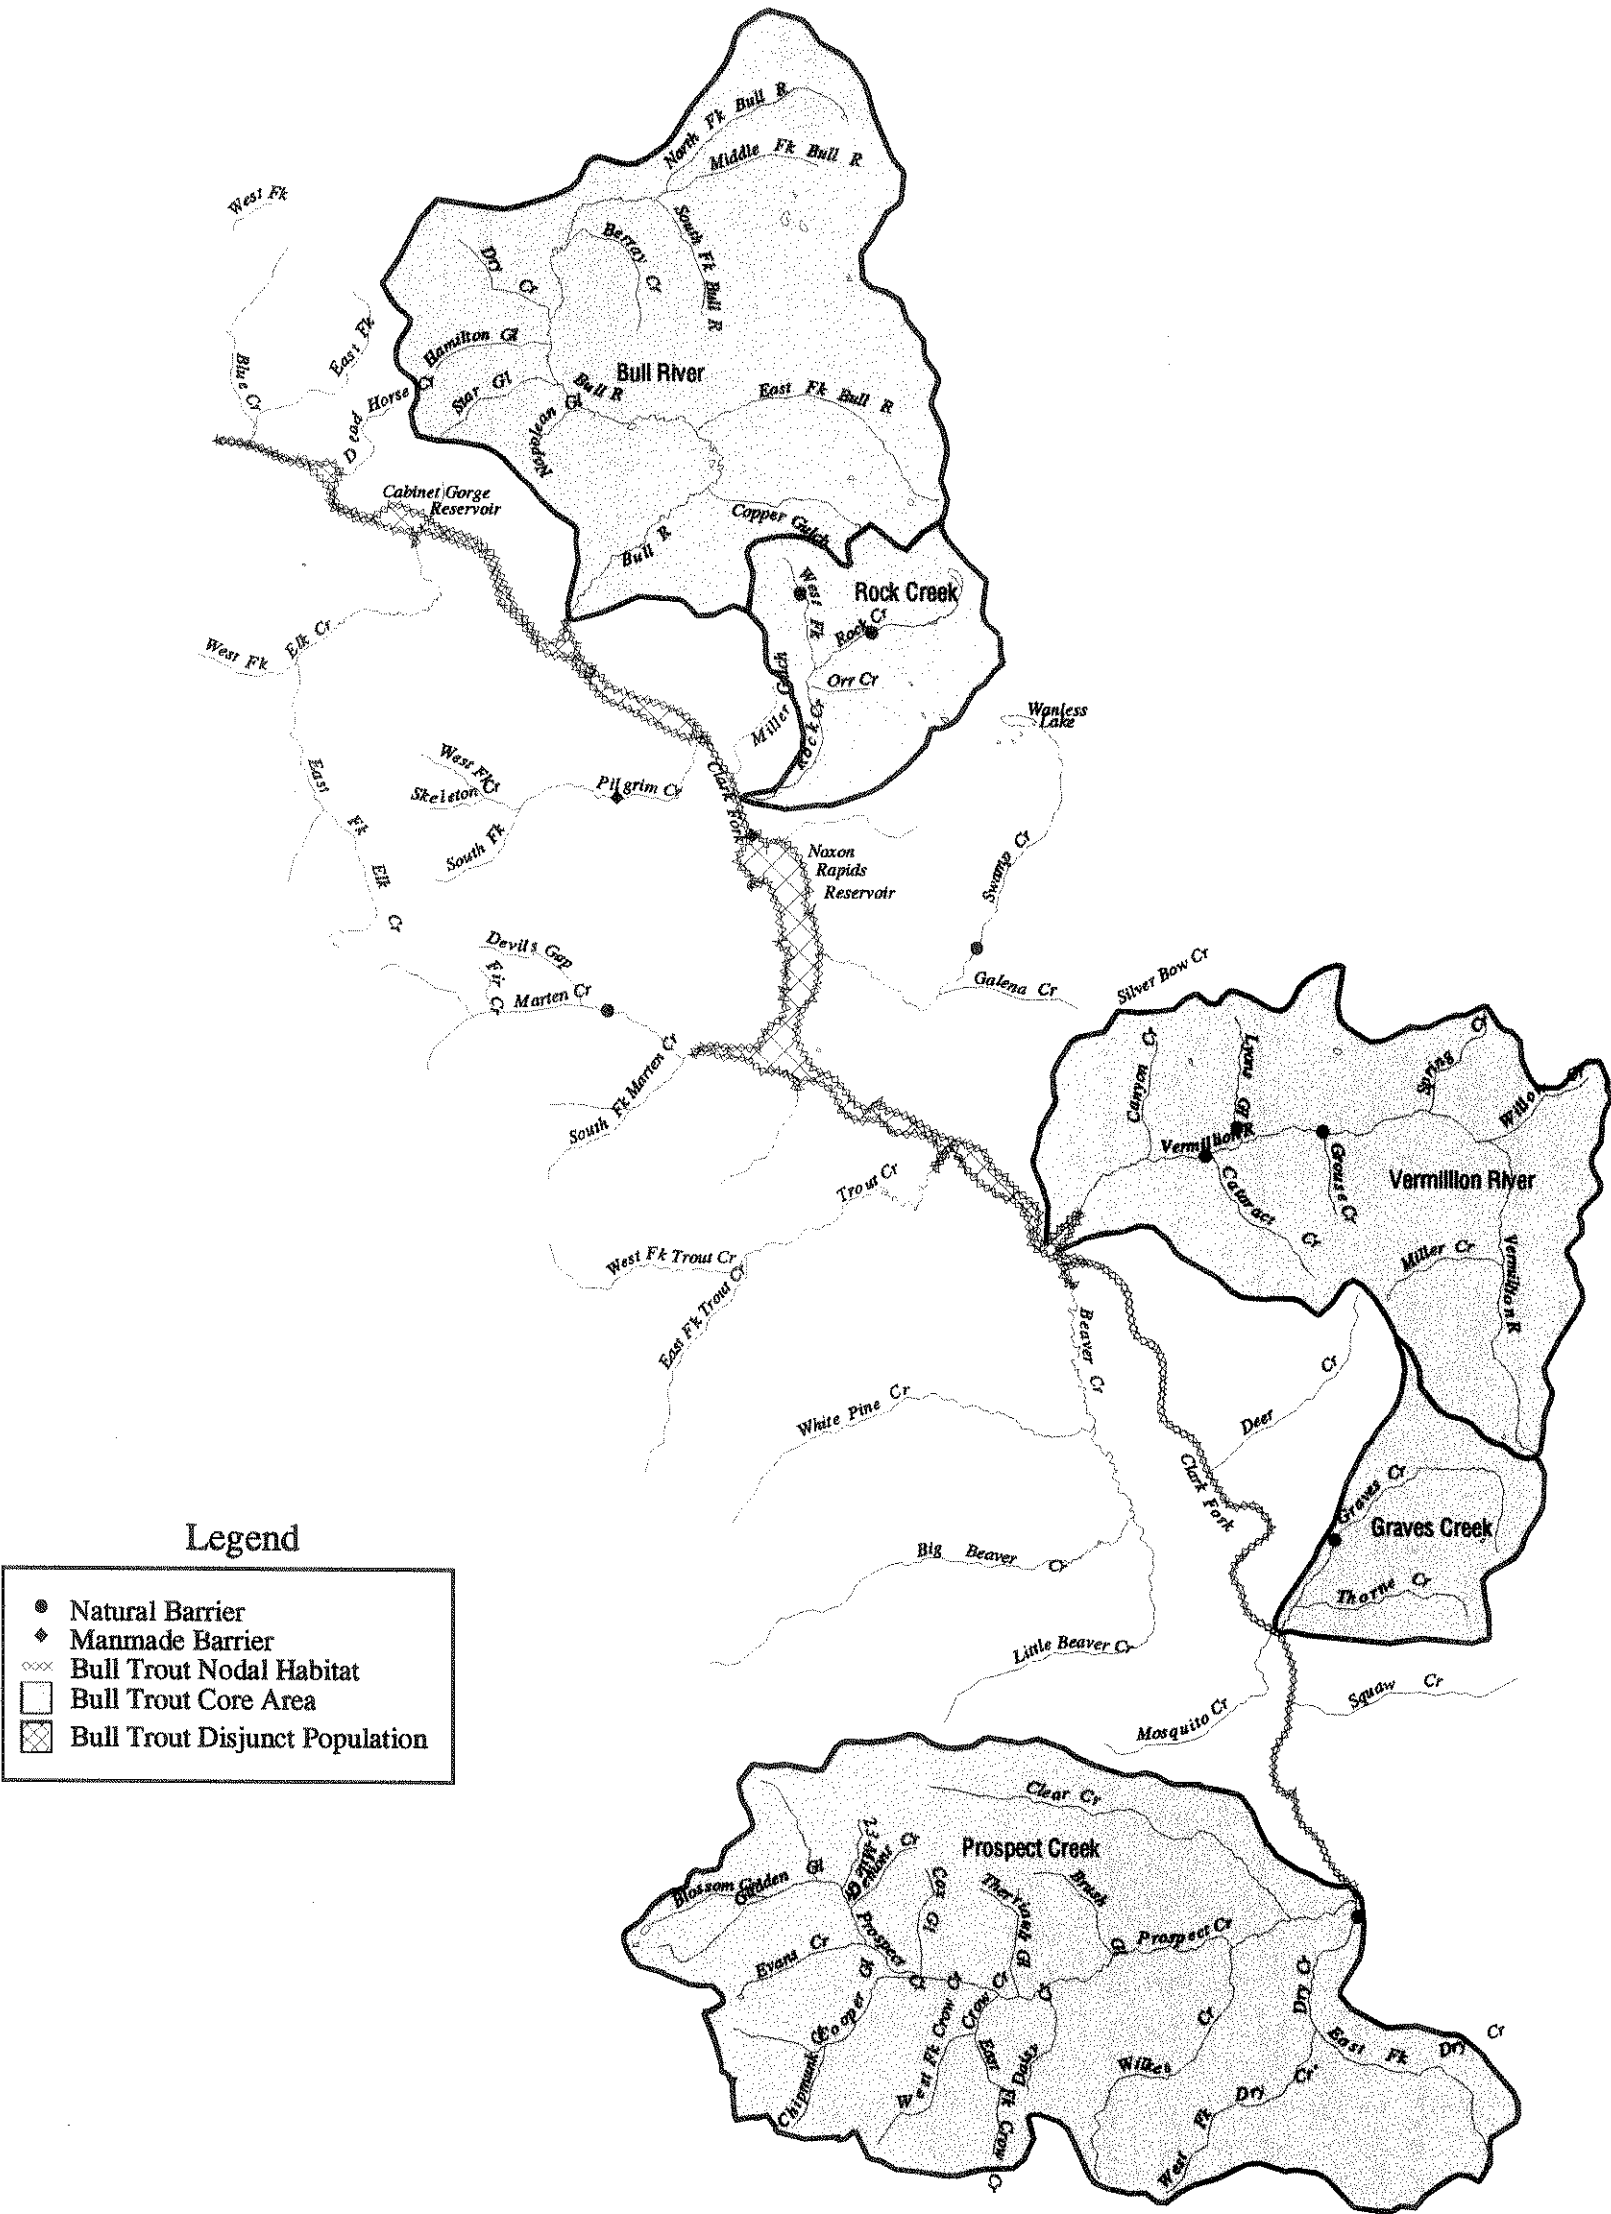 North Fk Bull R
Middle Fk Bull R
West Fk
South Fk Bull R
Berray Cr
Dry Cr
East Fk
Hamilton Gl
Blue Cr
Bull River
Star Gl
Bull R
East Fk Bull R
Dead Horse Cr
Napolean Gl
Cabinet Gorge
Reservoir
Copper Gulch
Bull R
West Fk
Rock Creek
Rock Cr
Elk Cr
West Fk
Orr Cr
Miller Gulch
Rock Cr
Wanless
Lake
West Fk
Skeleton Cr
Pilgrim Cr
Clark Fork
East Fk Elk Cr
South Fk
Noxon
Rapids
Reservoir
Swamp Cr
Devils Gap
Fir Cr
Marten Cr
Galena Cr
Silver Bow Cr
South Fk Marten Cr
Canyon Cr
Lyons Gl
Spring Cr
Willow Cr
Vermillion R
Grouse Cr
Cataract Cr
Vermillion River
Trout Cr
West Fk Trout Cr
East Fk Trout Cr
Miller Cr
Vermillion R
Beaver Cr
Deer Cr
White Pine Cr
Clark Fork
Graves Cr
Graves Creek
Thorne Cr
Big Beaver Cr
Little Beaver Cr
Squaw Cr
Mosquito Cr
Legend
Natural Barrier
Manmade Barrier
Bull Trout Nodal Habitat
Bull Trout Core Area
Bull Trout Disjunct Population
Clear Cr
Prospect Creek
Cr
Cox Gl
Theriault Gl
Brush Gl
Blossom
Gl
Prospect Cr
Prospect Cr
Evans Cr
Cooper Gl
Chipmunk
West Fk Crow Cr
Crow Cr
East Fk Crow Cr
Daisy Cr
Wilkes Cr
Dry Cr
East Fk Dry Cr
West Fk Dry Cr